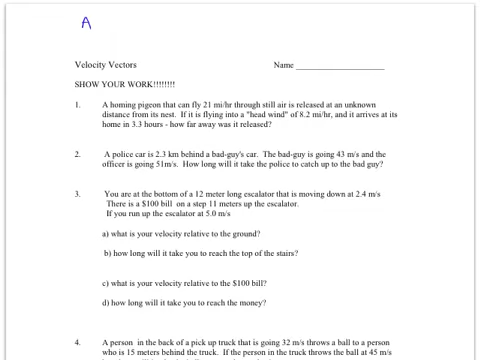 A
Velocity Vectors Name ____________________
SHOW YOUR WORK!!!!!!!!
1. A homing pigeon that can fly 21 mi/hr through still air is released at an unknown
distance from its nest. If it is flying into a "head wind" of 8.2 mi/hr, and it arrives at its
home in 3.3 hours - how far away was it released?
2. A police car is 2.3 km behind a bad-guy's car. The bad-guy is going 43 m/s and the
officer is going 51m/s. How long will it take the police to catch up to the bad guy?
3. You are at the bottom of a 12 meter long escalator that is moving down at 2.4 m/s
There is a $100 bill on a step 11 meters up the escalator.
If you run up the escalator at 5.0 m/s
a) what is your velocity relative to the ground?
b) how long will it take you to reach the top of the stairs?
c) what is your velocity relative to the $100 bill?
d) how long will it take you to reach the money?
4. A person in the back of a pick up truck that is going 32 m/s throws a ball to a person
who is 15 meters behind the truck. If the person in the truck throws the ball at 45 m/s